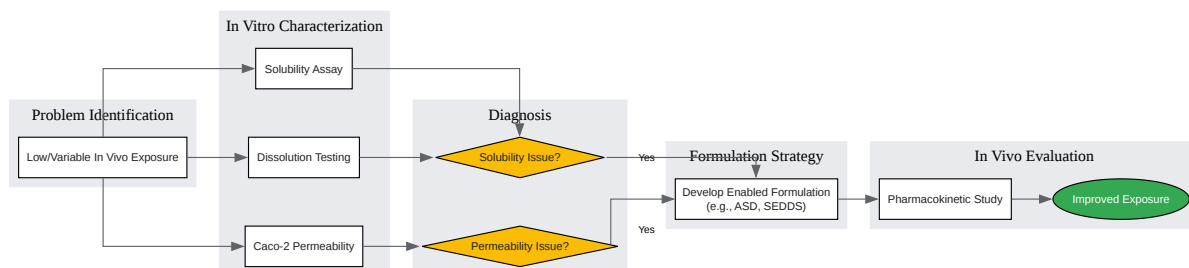 In Vitro Characterization
Solubility Assay
Problem Identification
Diagnosis
Low/Variable In Vivo Exposure
Dissolution Testing
Solubility Issue?
Yes
Formulation Strategy
In Vivo Evaluation
Develop Enabled Formulation
(e.g., ASD, SEDDS)
Pharmacokinetic Study
Improved Exposure
Yes
Caco-2 Permeability
Permeability Issue?